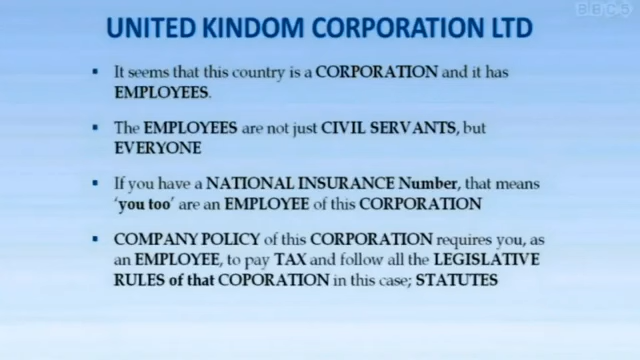 BBC5
UNITED KINDOM CORPORATION LTD
▪ It seems that this country is a CORPORATION and it has
EMPLOYEES.
▪ The EMPLOYEES are not just CIVIL SERVANTS, but
EVERYONE
▪ If you have a NATIONAL INSURANCE Number, that means
‘you too’ are an EMPLOYEE of this CORPORATION
▪ COMPANY POLICY of this CORPORATION requires you, as
an EMPLOYEE, to pay TAX and follow all the LEGISLATIVE
RULES of that COPORATION in this case; STATUTES